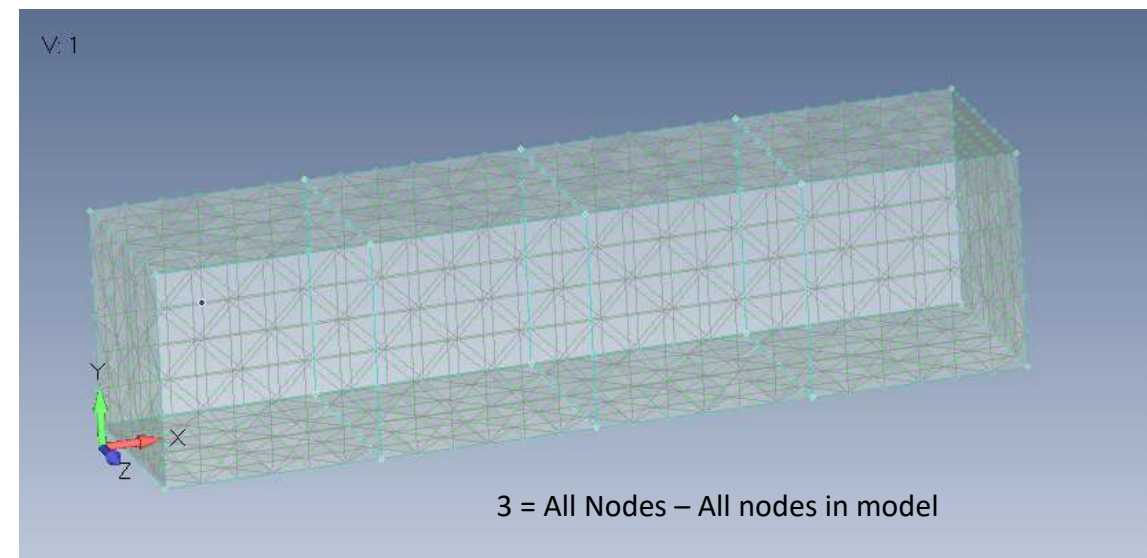 V: 1
Y
X
Z
3 = All Nodes – All nodes in model